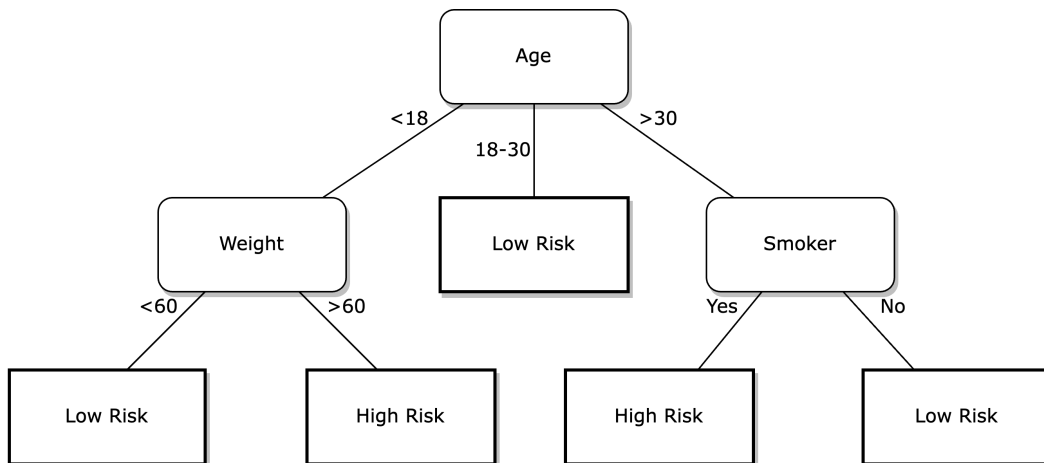 Age
<18
18-30
>30
Weight
Low Risk
Smoker
<60
>60
Yes
No
Low Risk
High Risk
High Risk
Low Risk